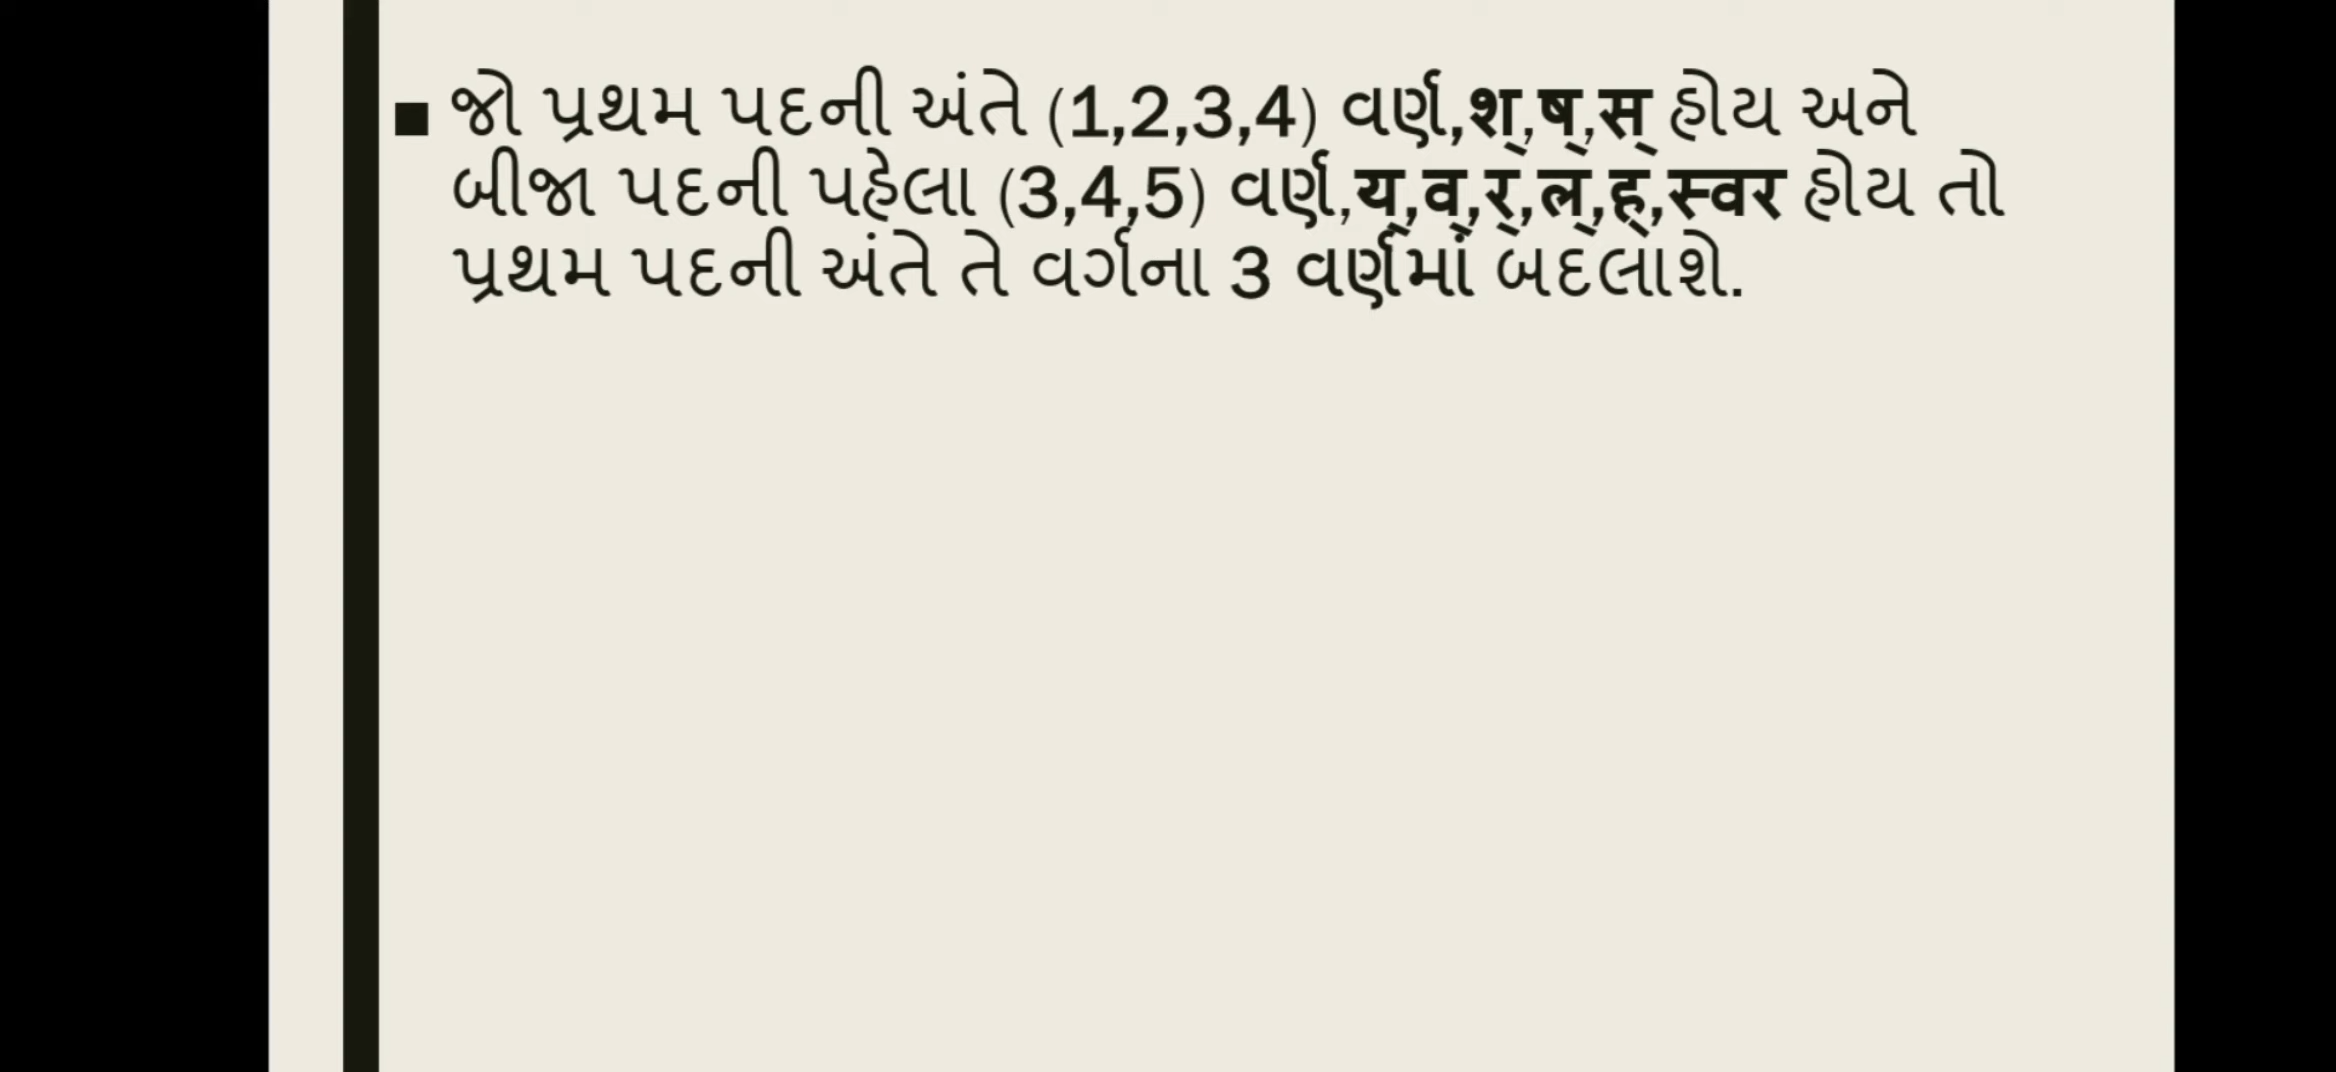 ▪ જો પ્રથમ પદની અંતે (1,2,3,4) વર્ણ,श्,ष्,स् હોય અને
બીજા પદની પહેલા (3,4,5) વર્ણ,य्,व्,र्,ल्,ह्,स्वर હોય તો
પ્રથમ પદની અંતે તે વર્ગના 3 વર્ણમાં બદલાશે.